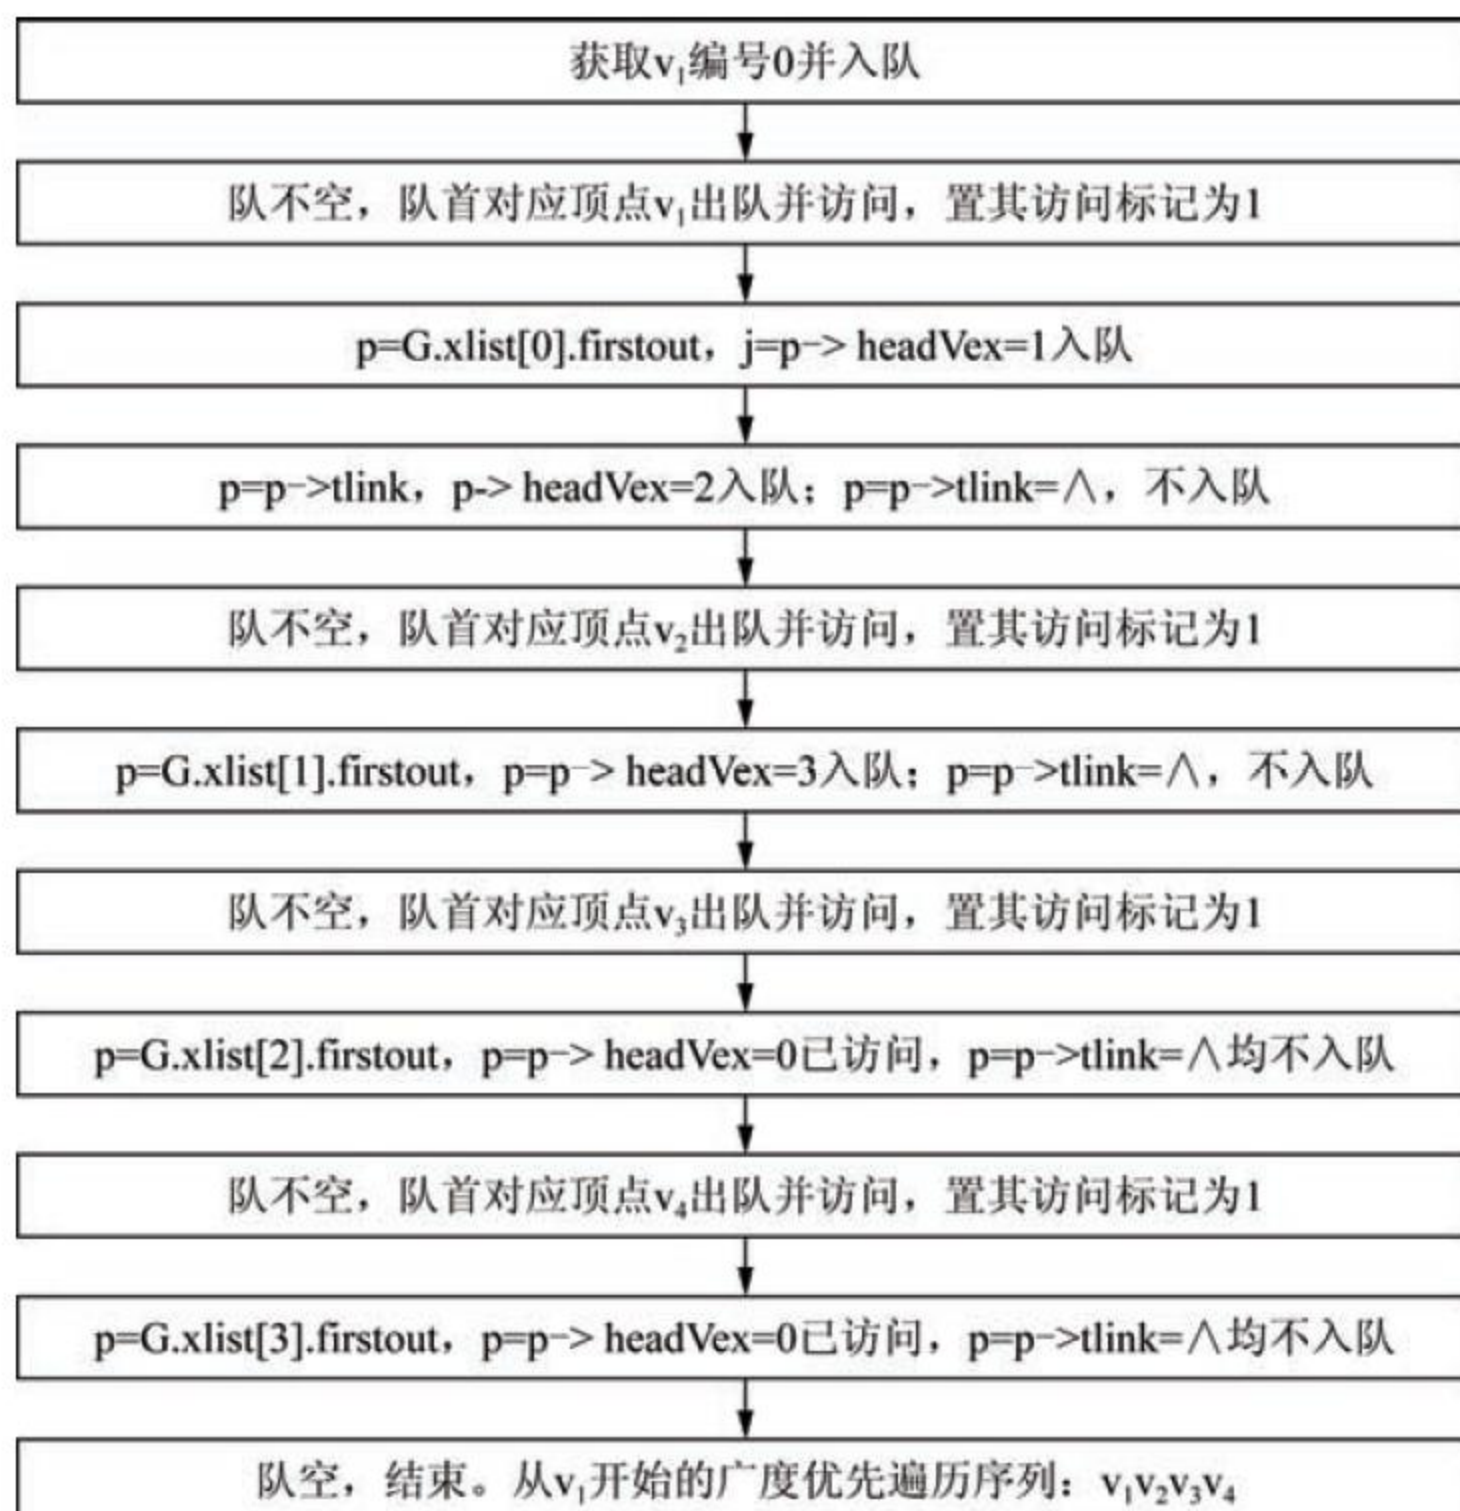 获取v₁编号0并入队
队不空，队首对应顶点v₁出队并访问，置其访问标记为1
p=G.xlist[0].firstout，j=p-> headVex=1入队
p=p->tlink，p-> headVex=2入队；p=p->tlink=∧，不入队
队不空，队首对应顶点v₂出队并访问，置其访问标记为1
p=G.xlist[1].firstout，p=p-> headVex=3入队；p=p->tlink=∧，不入队
队不空，队首对应顶点v₃出队并访问，置其访问标记为1
p=G.xlist[2].firstout，p=p-> headVex=0已访问，p=p->tlink=∧均不入队
队不空，队首对应顶点v₄出队并访问，置其访问标记为1
p=G.xlist[3].firstout，p=p-> headVex=0已访问，p=p->tlink=∧均不入队
队空，结束。从v₁开始的广度优先遍历序列：v₁v₂v₃v₄